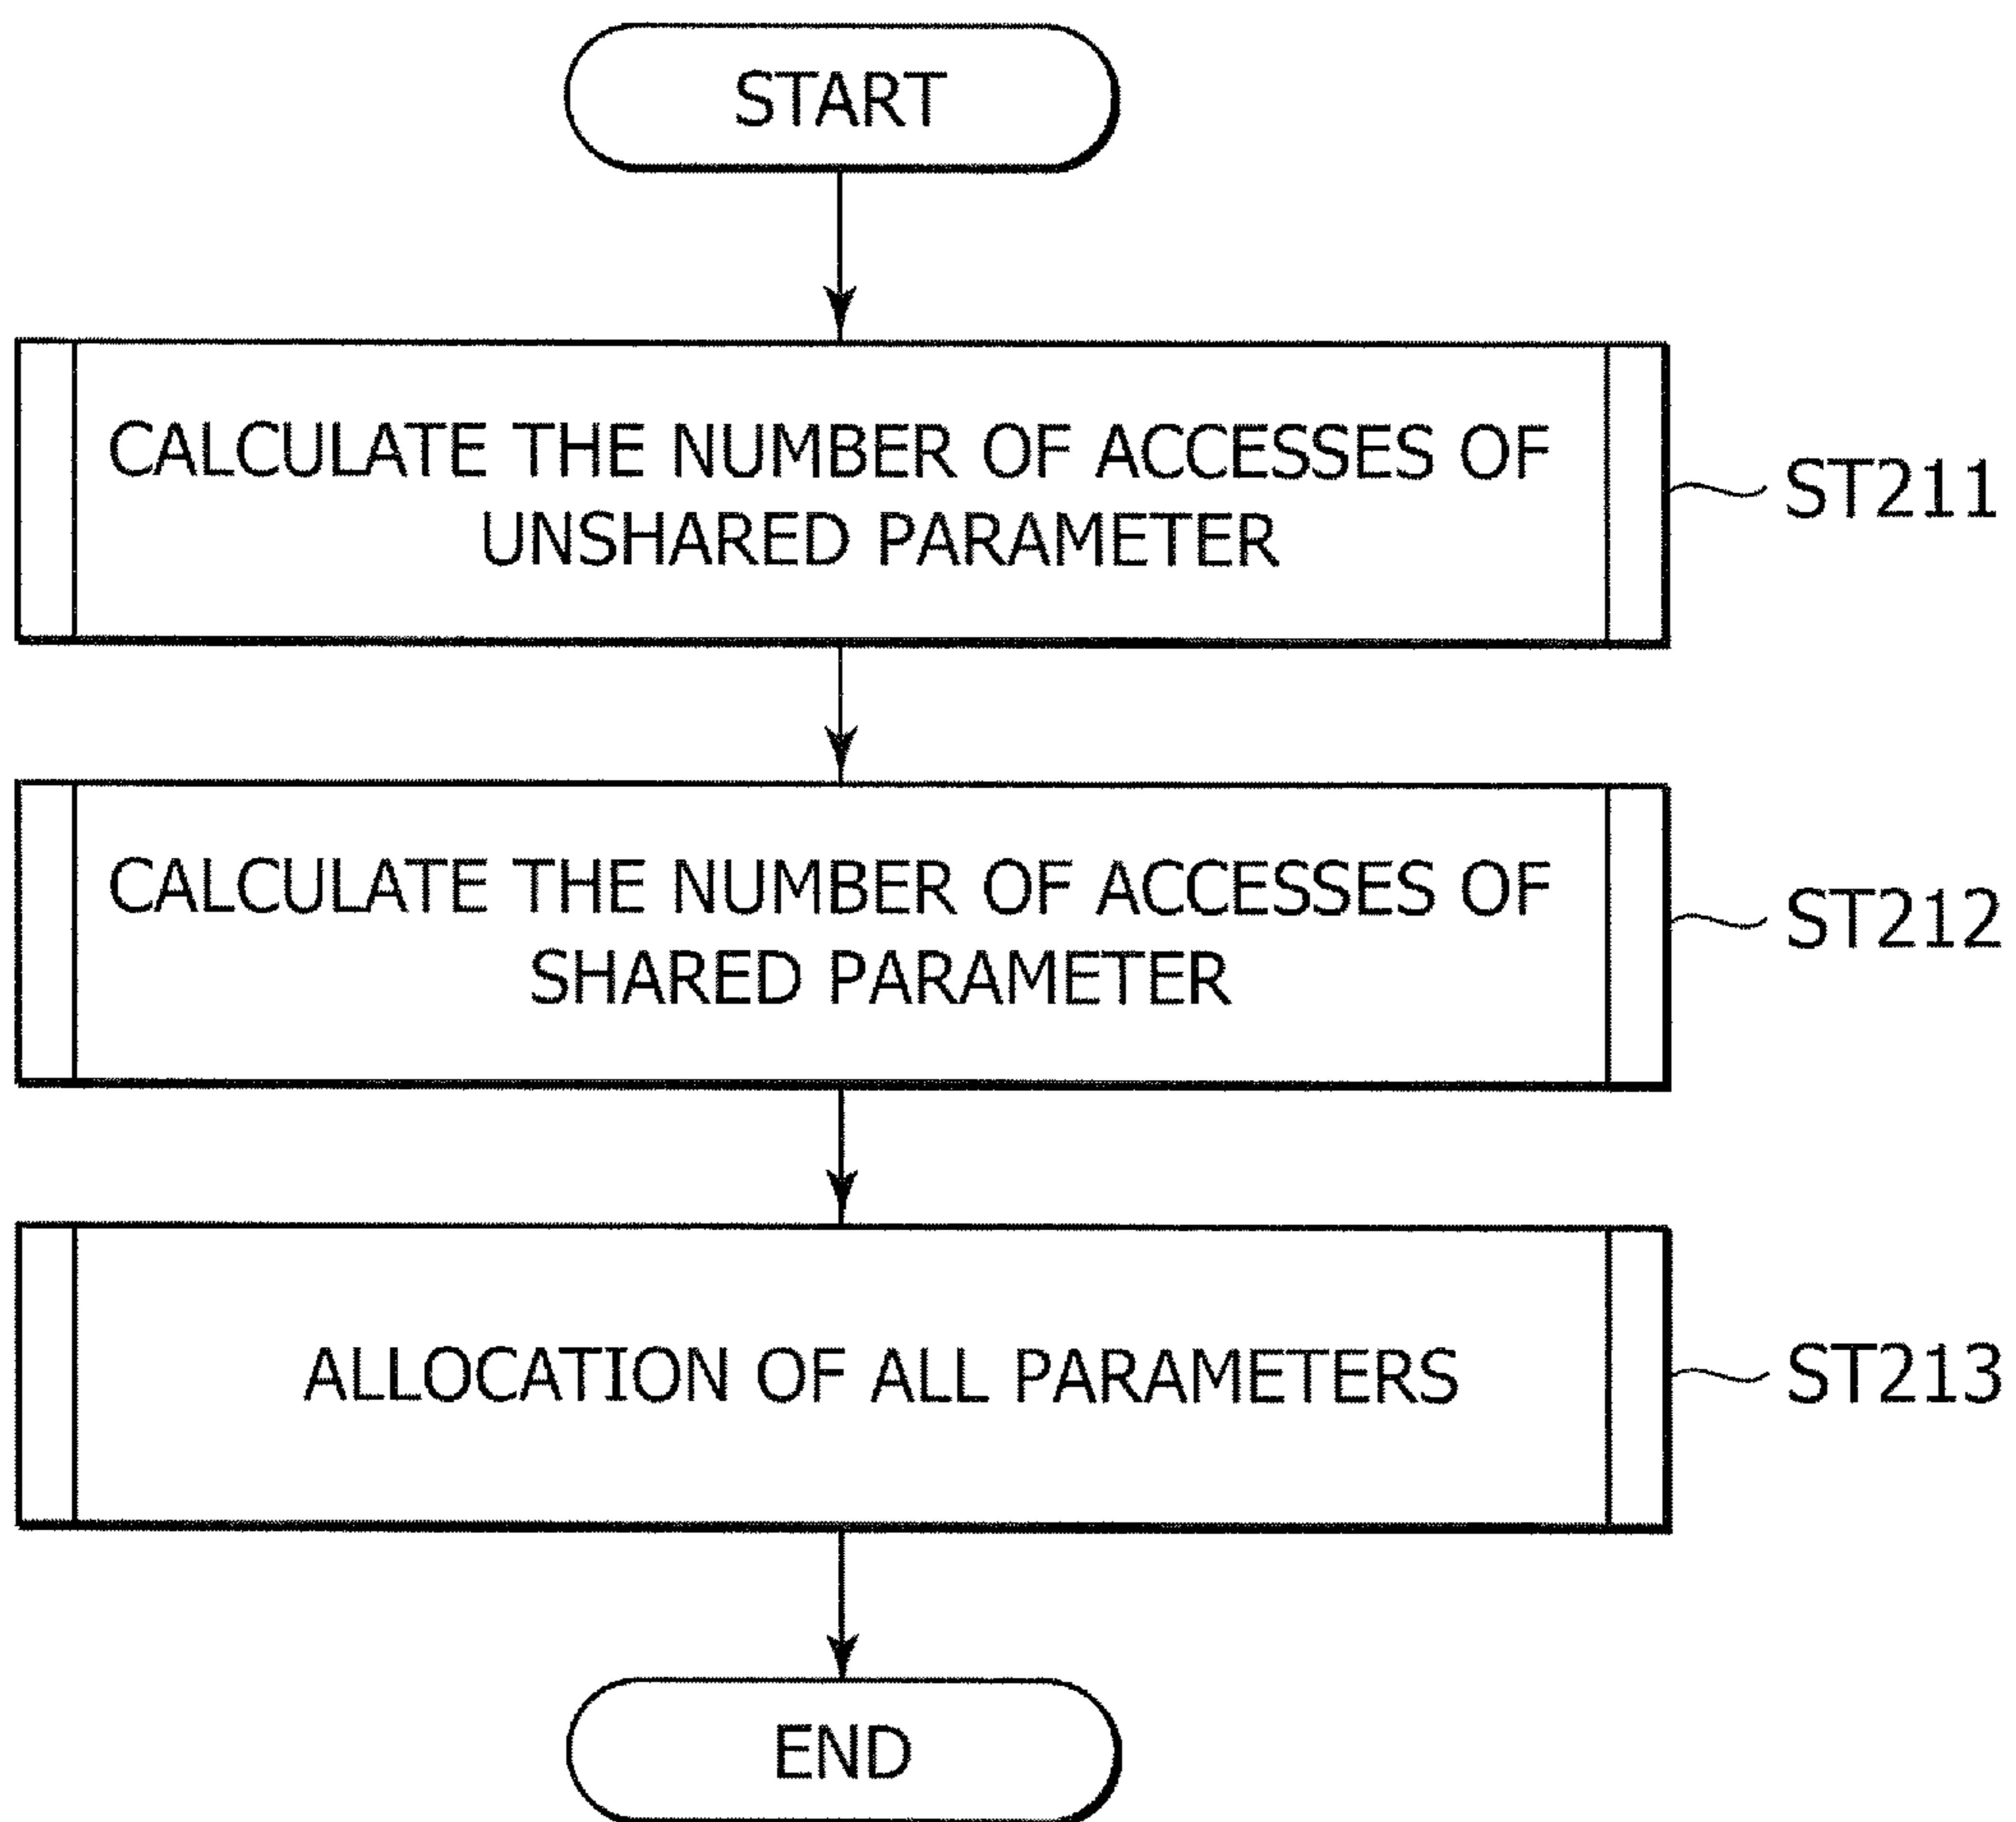 START
CALCULATE THE NUMBER OF ACCESSES OF
UNSHARED PARAMETER
ST211
CALCULATE THE NUMBER OF ACCESSES OF
SHARED PARAMETER
ST212
ALLOCATION OF ALL PARAMETERS
ST213
END